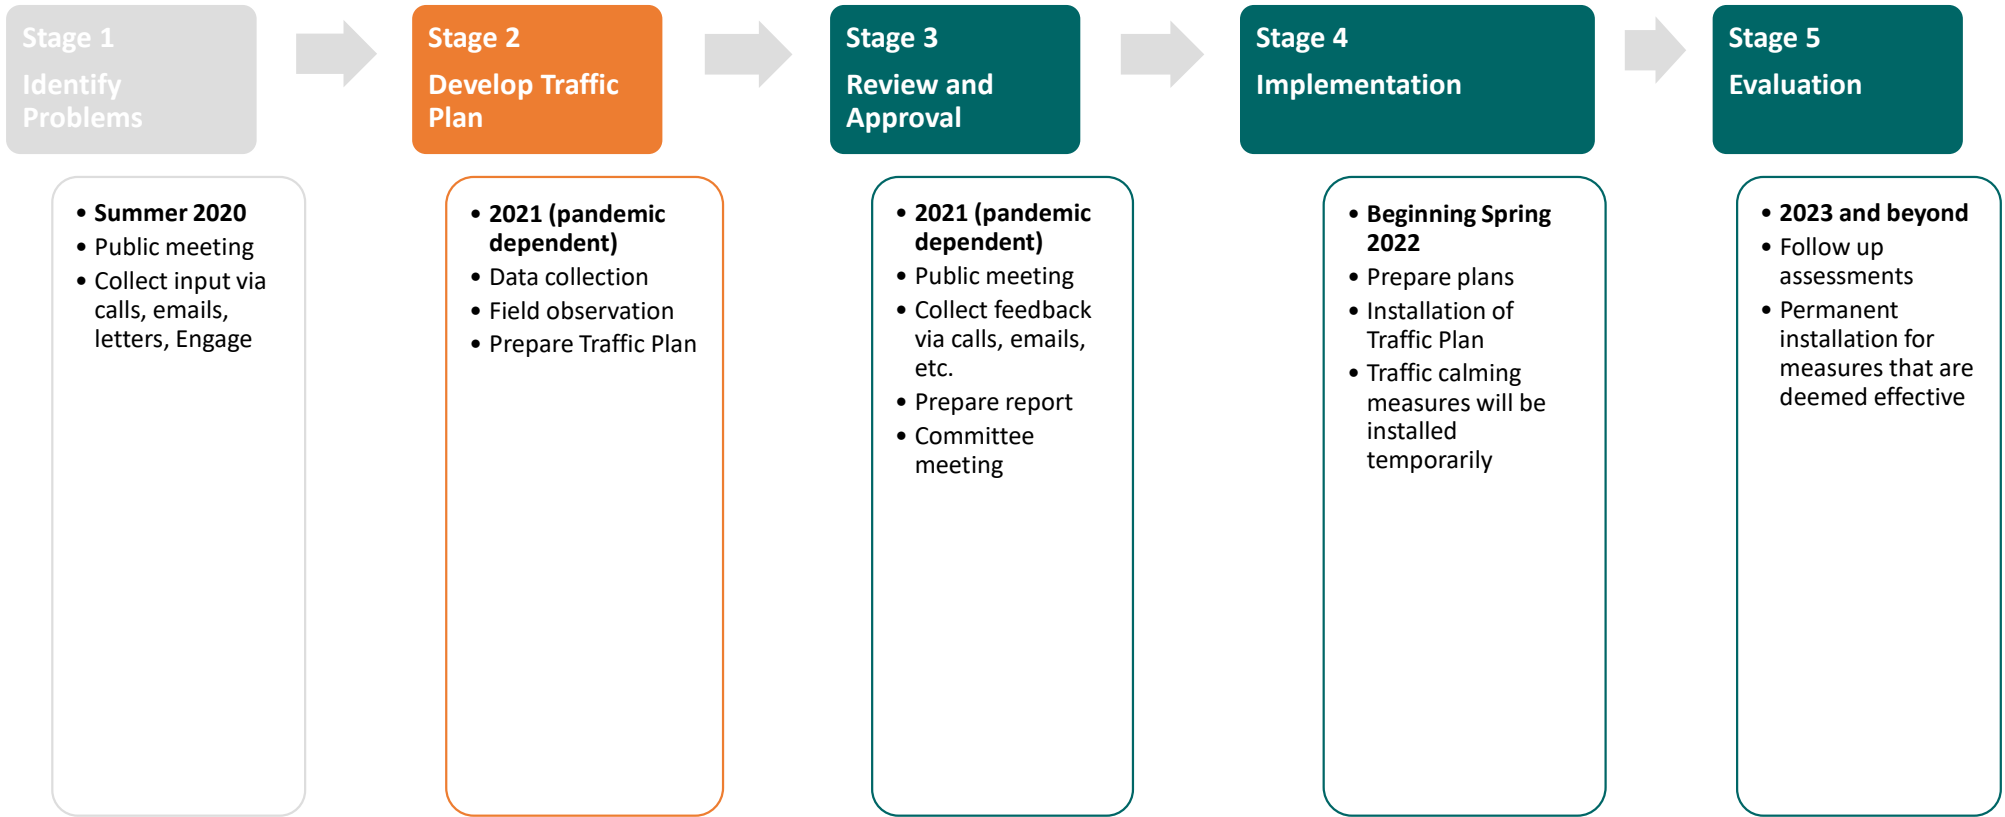 Stage 1
Identify
Problems
Stage 2
Develop Traffic
Plan
Stage 3
Review and
Approval
Stage 4
Implementation
Stage 5
Evaluation
• Summer 2020
• Public meeting
• Collect input via
calls, emails,
letters, Engage
• 2021 (pandemic
dependent)
• Data collection
• Field observation
• Prepare Traffic Plan
• 2021 (pandemic
dependent)
• Public meeting
• Collect feedback
via calls, emails,
etc.
• Prepare report
• Committee
meeting
• Beginning Spring
2022
• Prepare plans
• Installation of
Traffic Plan
• Traffic calming
measures will be
installed
temporarily
• 2023 and beyond
• Follow up
assessments
• Permanent
installation for
measures that are
deemed effective